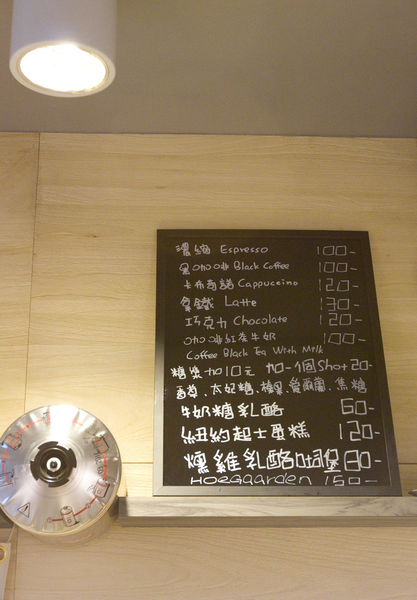 濃縮 Espresso 100-
黑咖啡 Black Coffee 100-
卡布奇諾 Cappuccino 120-
拿鐵 Latte 130-
巧克力 Chocolate 120-
咖啡紅茶牛奶 100-
Coffee Black Tea With Milk
糖漿加10元 加一個Shot 20-
香草、太妃糖、榛果、愛爾蘭、焦糖
牛奶糖乳酪 60-
紐約起士蛋糕 120-
燻雞乳酪吐司堡 80-
HOEGAARDEN 150-